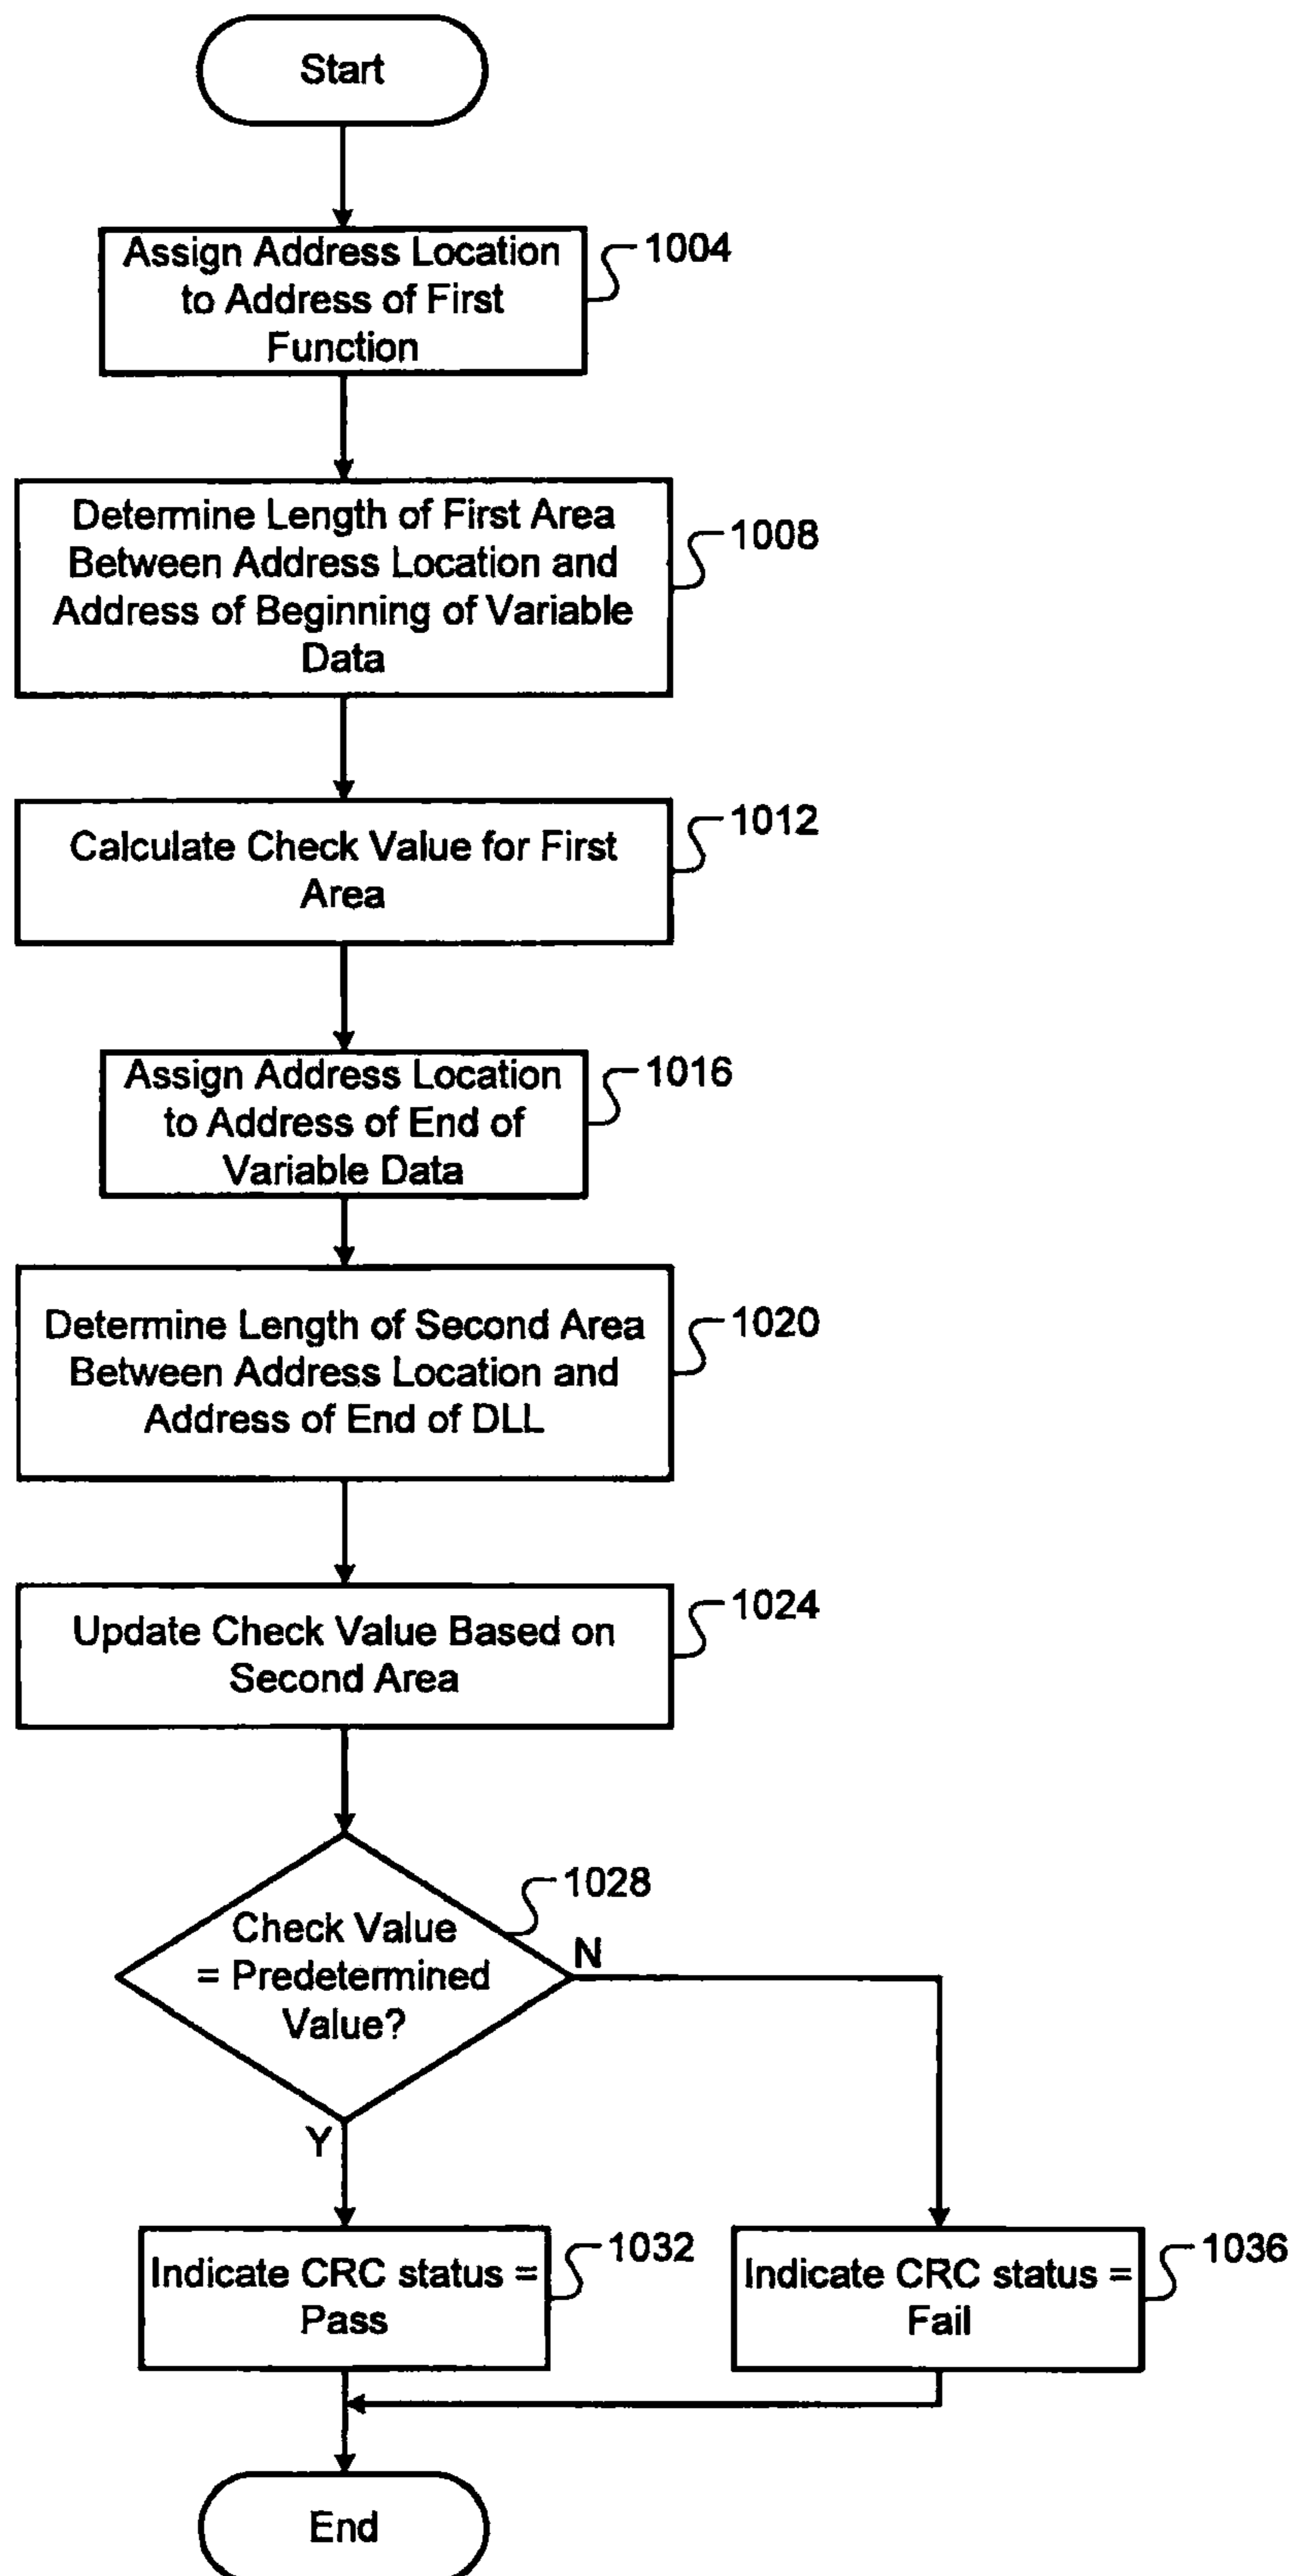 Start
Assign Address Location
to Address of First
Function
1004
Determine Length of First Area
Between Address Location and
Address of Beginning of Variable
Data
1008
Calculate Check Value for First
Area
1012
Assign Address Location
to Address of End of
Variable Data
1016
Determine Length of Second Area
Between Address Location and
Address of End of DLL
1020
Update Check Value Based on
Second Area
1024
Check Value
= Predetermined
Value?
1028
N
Y
Indicate CRC status =
Pass
1032
Indicate CRC status =
Fail
1036
End